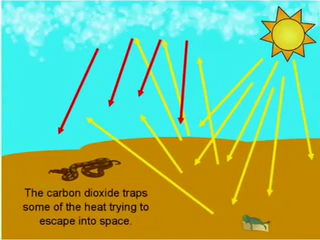 The carbon dioxide traps
some of the heat trying to
escape into space.